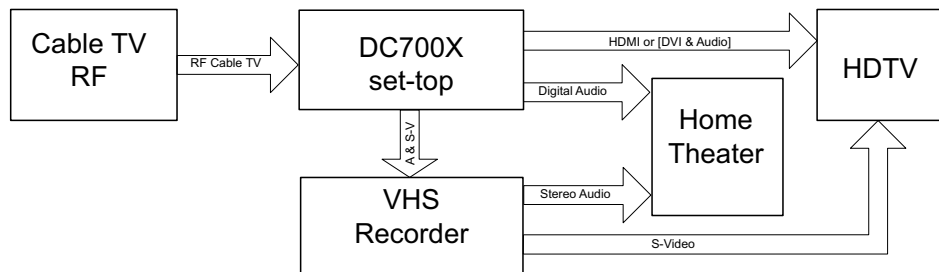 Cable TV
RF
RF Cable TV
DC700X
set-top
HDMI or [DVI & Audio]
HDTV
Digital Audio
Home
Theater
A & S-V
VHS
Recorder
Stereo Audio
S-Video